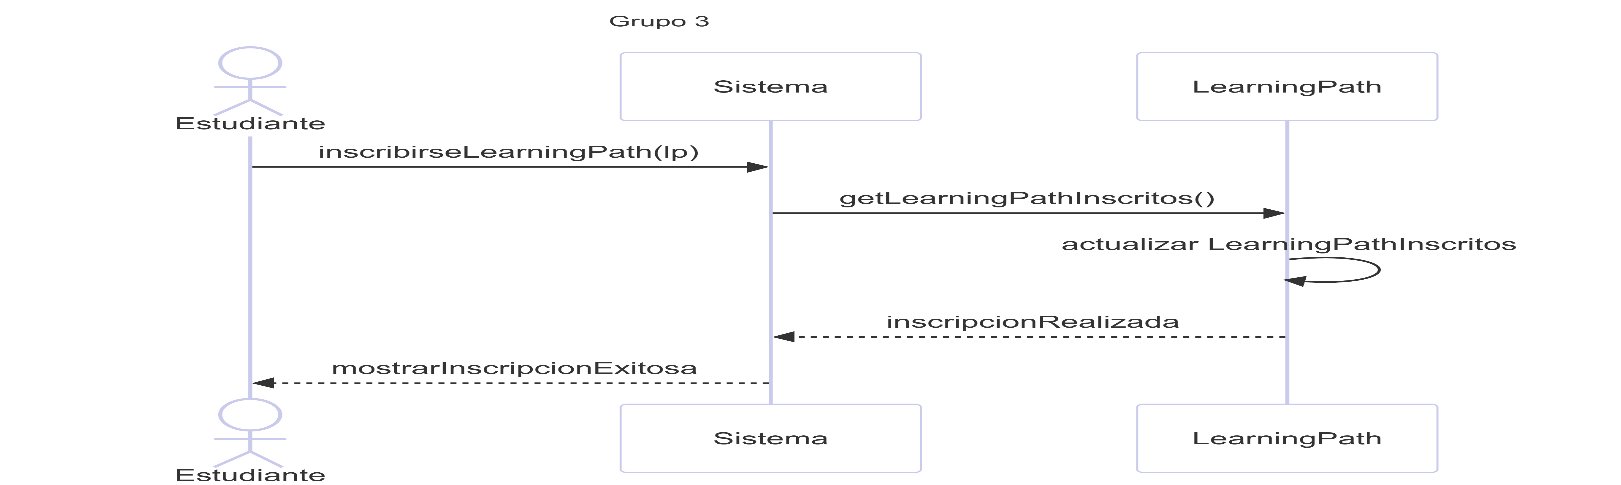 Grupo 3
Sistema
LearningPath
Estudiante
inscribirseLearningPath(lp)
getLearningPathInscritos()
actualizar LearningPathInscritos
inscripcionRealizada
mostrarInscripcionExitosa
Sistema
LearningPath
Estudiante